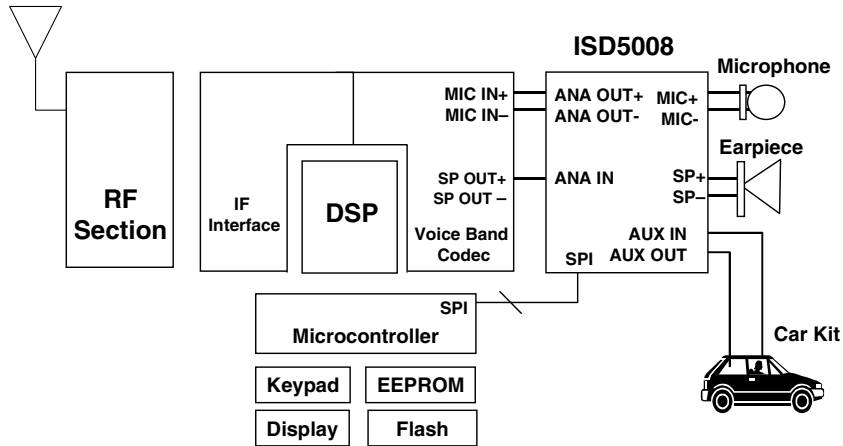 ISD5008
Microphone
MIC IN+
MIC IN–
ANA OUT+
ANA OUT-
MIC+
MIC-
Earpiece
RF
Section
IF
Interface
DSP
SP OUT+
SP OUT –
ANA IN
SP+
SP–
Voice Band
Codec
AUX IN
AUX OUT
SPI
SPI
Microcontroller
Car Kit
Keypad
EEPROM
Display
Flash